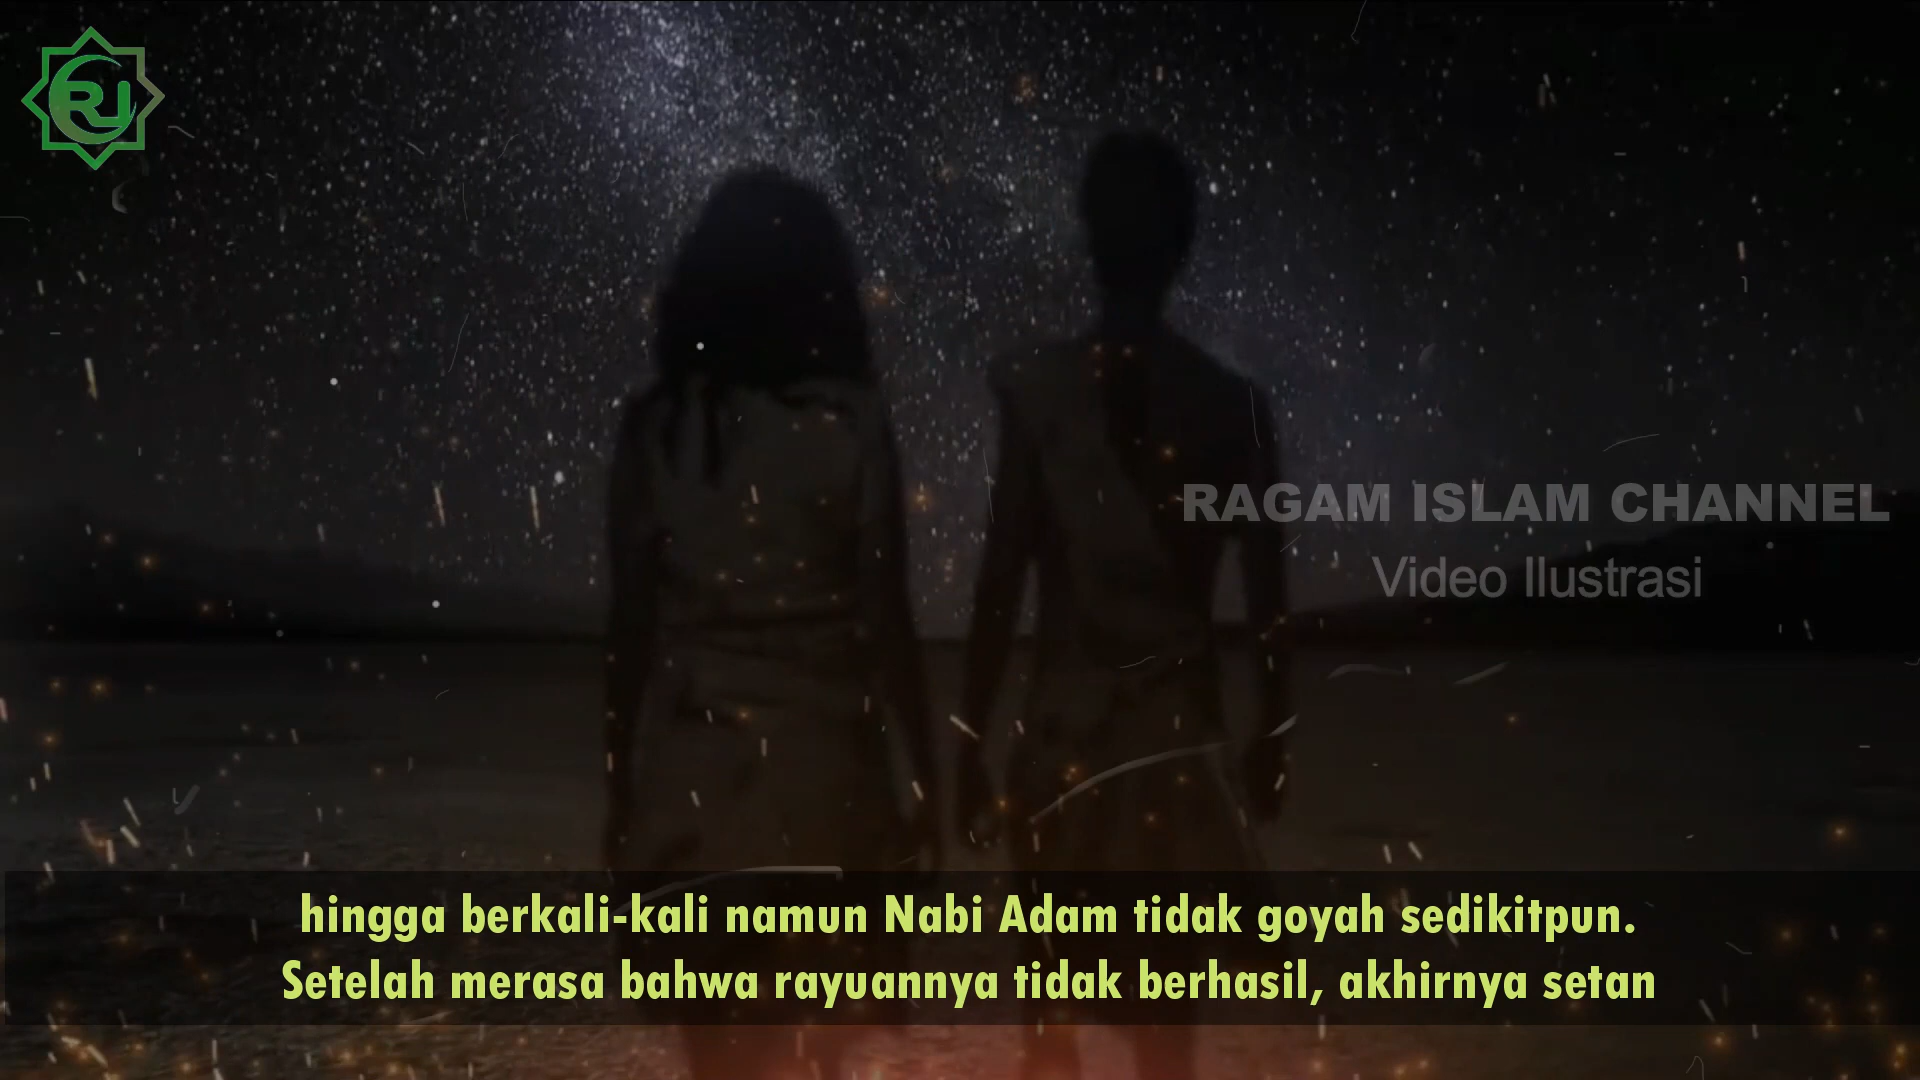 RJ
RAGAM ISLAM CHANNEL
Video Ilustrasi
hingga berkali-kali namun Nabi Adam tidak goyah sedikitpun.
Setelah merasa bahwa rayuannya tidak berhasil, akhirnya setan